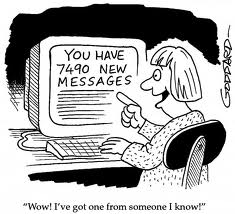 YOU HAVE
7490 NEW
MESSAGES
GODDARD
"Wow! I've got one from someone I know!"